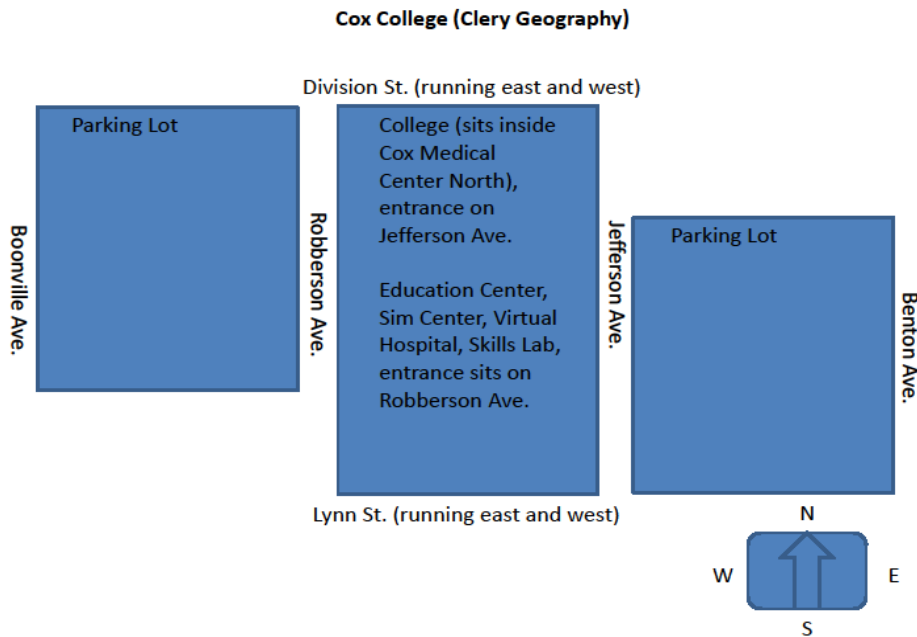 Cox College (Clery Geography)
Division St. (running east and west)
Parking Lot
Boonville Ave.
Robberson Ave.
College (sits inside
Cox Medical
Center North),
entrance on
Jefferson Ave.
Education Center,
Sim Center, Virtual
Hospital, Skills Lab,
entrance sits on
Robberson Ave.
Jefferson Ave.
Parking Lot
Benton Ave.
Lynn St. (running east and west)
N
W
E
S